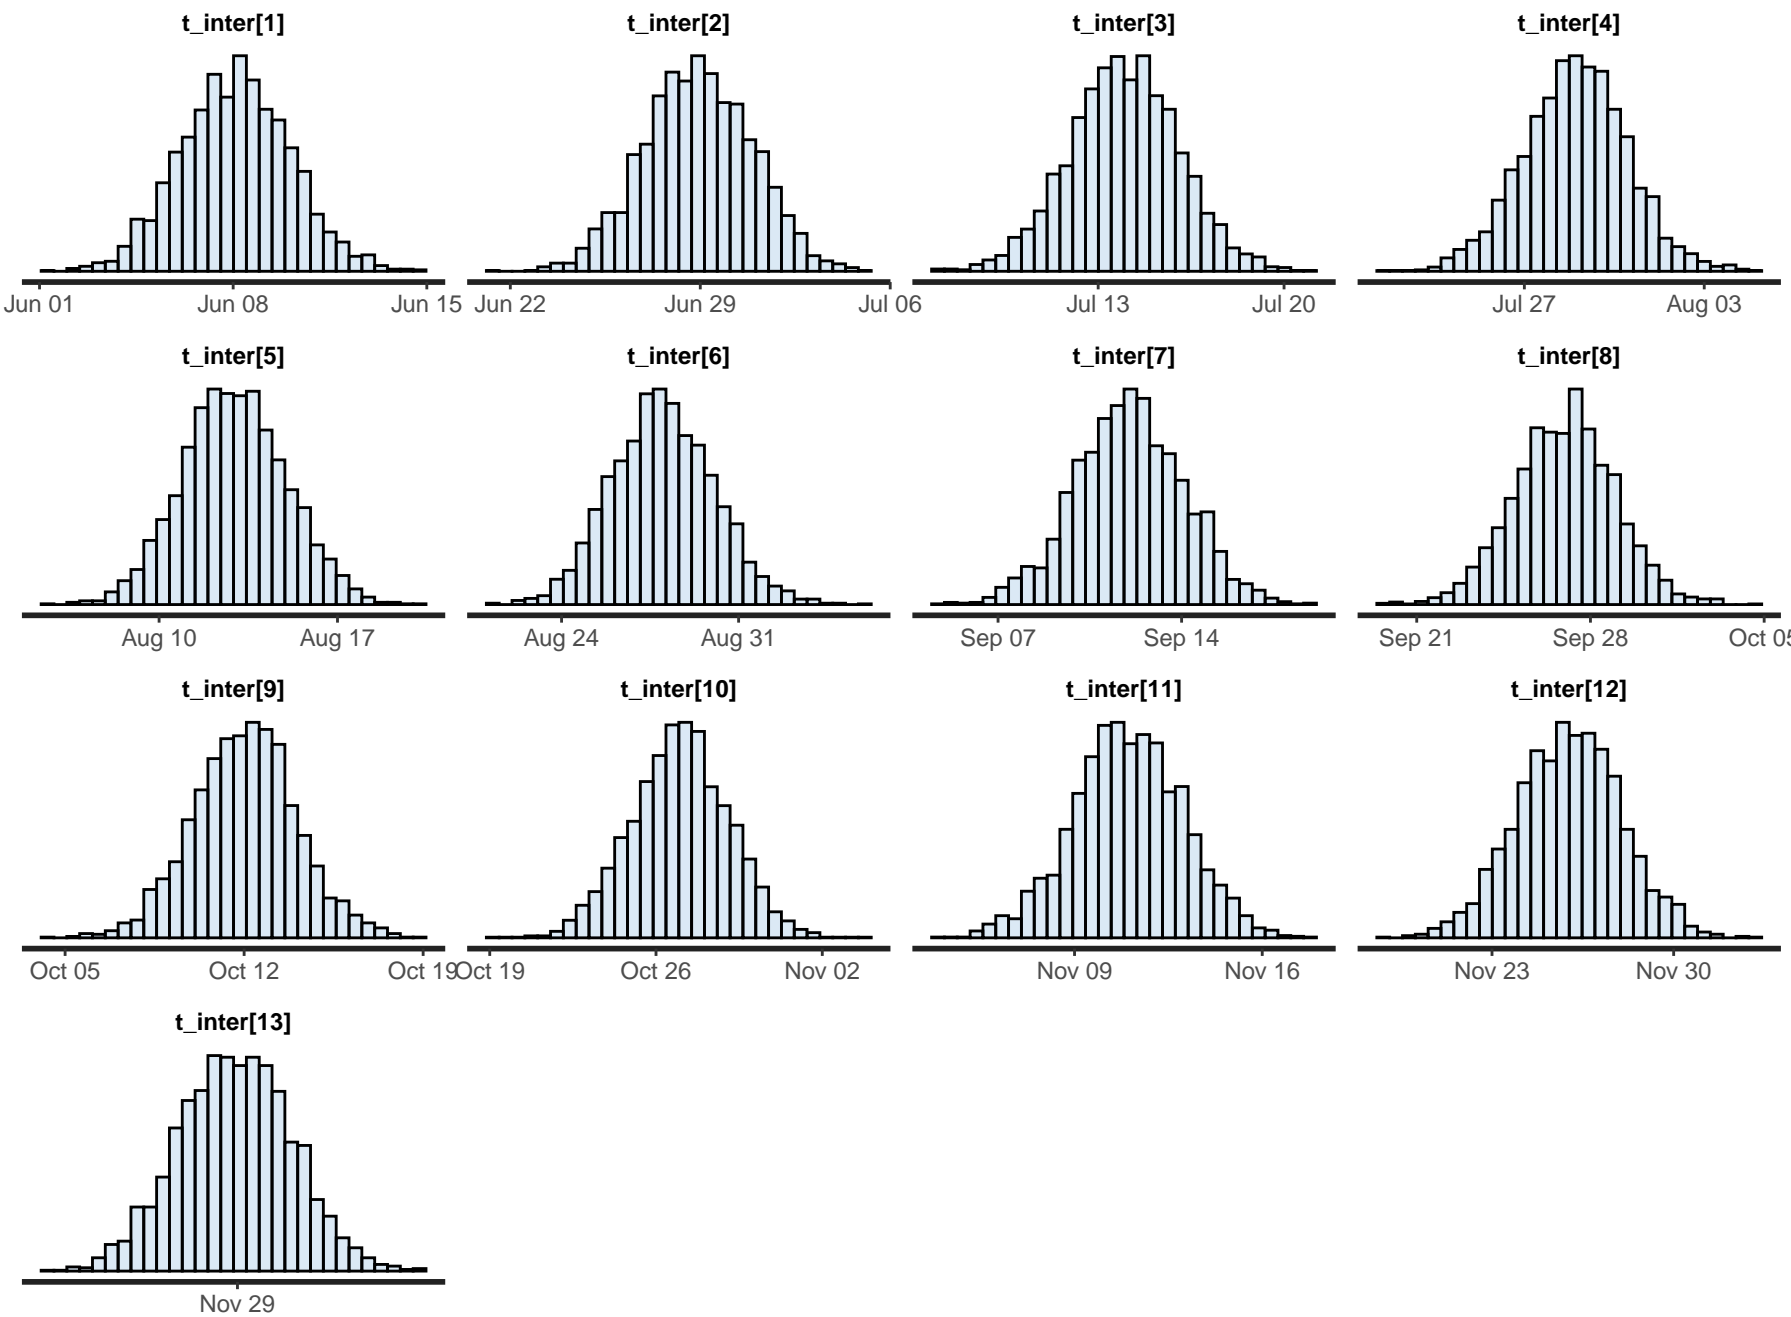 t_inter[1] t_inter[2] t_inter[3] t_inter[4]
Jun 01 Jun 08 Jun 15 Jun 22 Jun 29 Jul 06 Jul 13 Jul 20 Jul 27 Aug 03
t_inter[5] t_inter[6] t_inter[7] t_inter[8]
Aug 10 Aug 17 Aug 24 Aug 31 Sep 07 Sep 14 Sep 21 Sep 28 Oct 05
t_inter[9] t_inter[10] t_inter[11] t_inter[12]
Oct 05 Oct 12 Oct 19 Oct 19 Oct 26 Nov 02 Nov 09 Nov 16 Nov 23 Nov 30
t_inter[13]
Nov 29